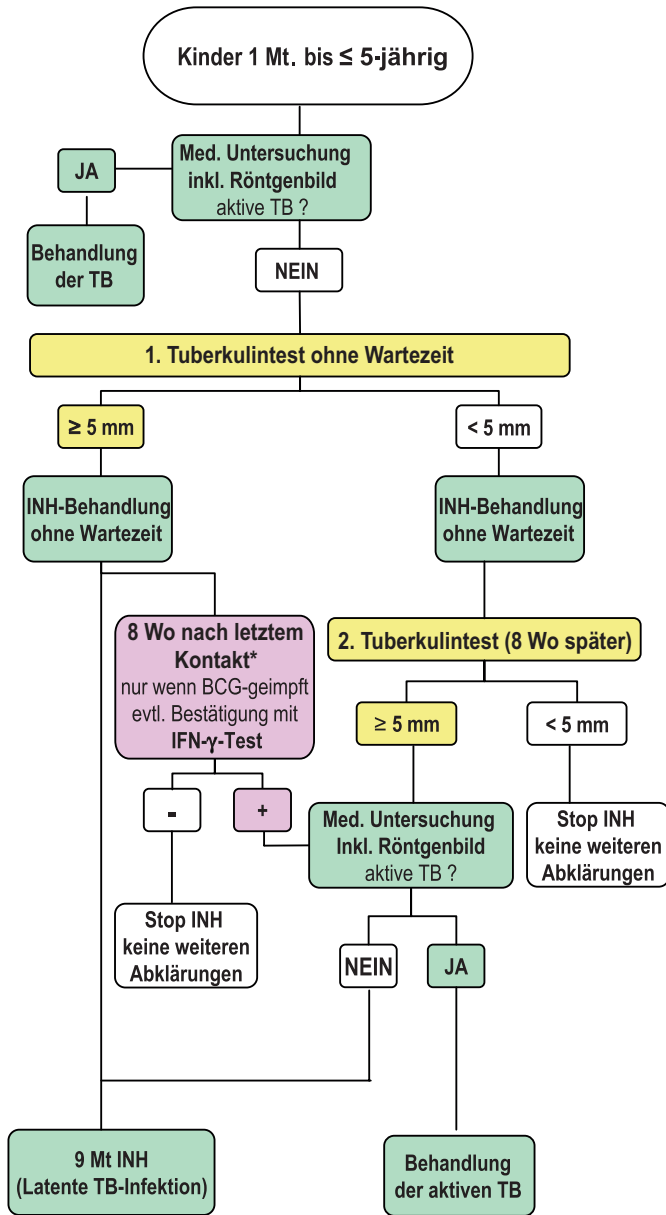 Kinder 1 Mt. bis ≤ 5-jährig
Med. Untersuchung
inkl. Röntgenbild
aktive TB ?
JA
Behandlung
der TB
NEIN
1. Tuberkulintest ohne Wartezeit
≥ 5 mm
< 5 mm
INH-Behandlung
ohne Wartezeit
INH-Behandlung
ohne Wartezeit
8 Wo nach letztem
Kontakt*
nur wenn BCG-geimpft
evtl. Bestätigung mit
IFN-γ-Test
2. Tuberkulintest (8 Wo später)
≥ 5 mm
< 5 mm
-
+
Med. Untersuchung
Inkl. Röntgenbild
aktive TB ?
Stop INH
keine weiteren
Abklärungen
Stop INH
keine weiteren
Abklärungen
NEIN
JA
9 Mt INH
(Latente TB-Infektion)
Behandlung
der aktiven TB